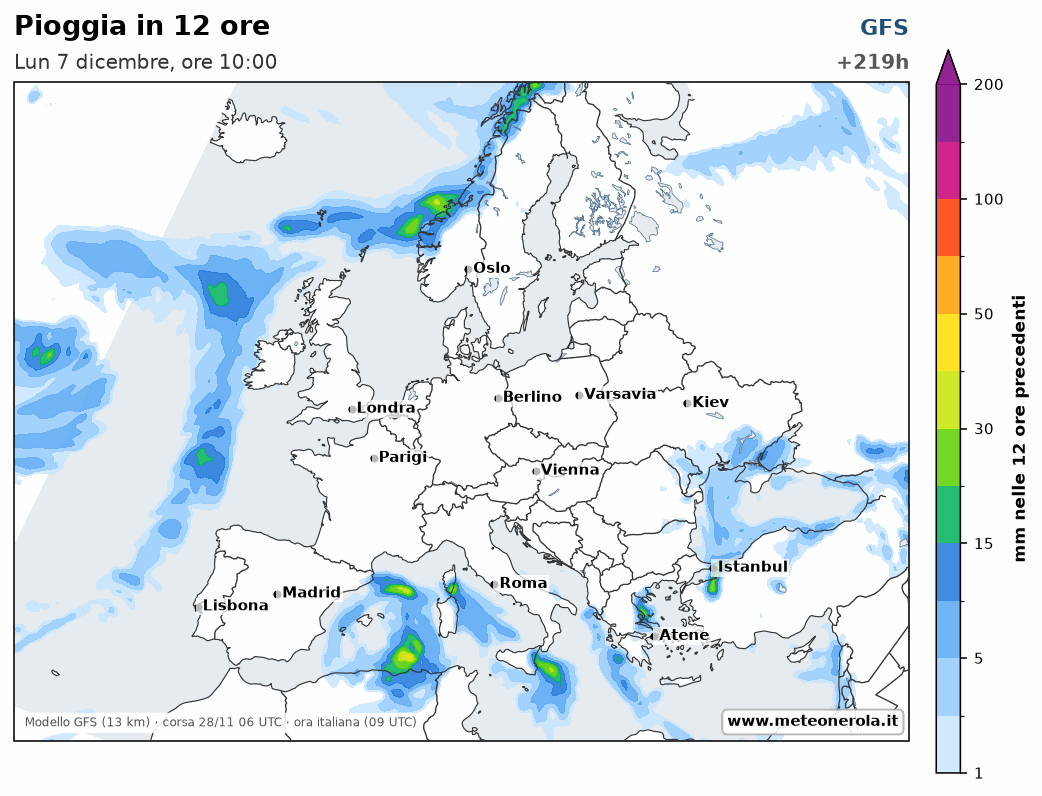 Pioggia in 12 ore
GFS
Lun 7 dicembre, ore 10:00
+219h
200
100
50
30
15
5
1
mm nelle 12 ore precedenti
Oslo
Berlino
Varsavia
Kiev
Londra
Parigi
Vienna
Istanbul
Roma
Madrid
Lisbona
Atene
Modello GFS (13 km) · corsa 28/11 06 UTC · ora italiana (09 UTC)
www.meteonerola.it